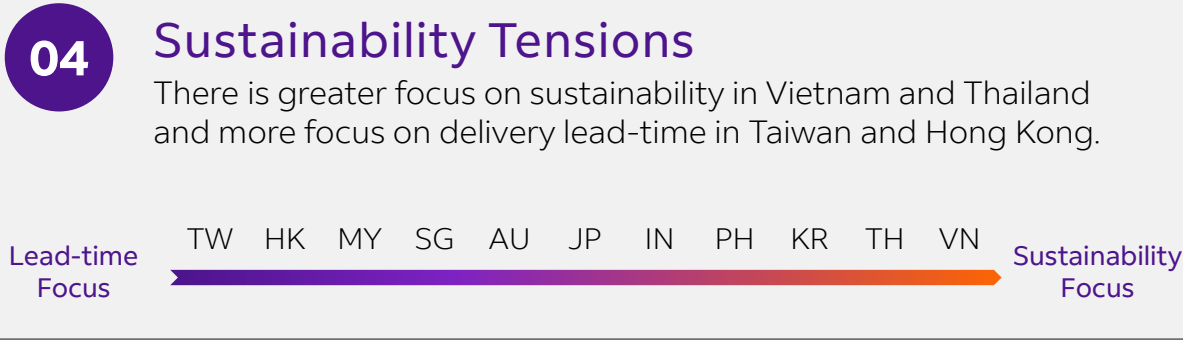 04
Sustainability Tensions
There is greater focus on sustainability in Vietnam and Thailand
and more focus on delivery lead-time in Taiwan and Hong Kong.
TW HK MY SG AU JP IN PH KR TH VN
Lead-time
Focus
Sustainability
Focus